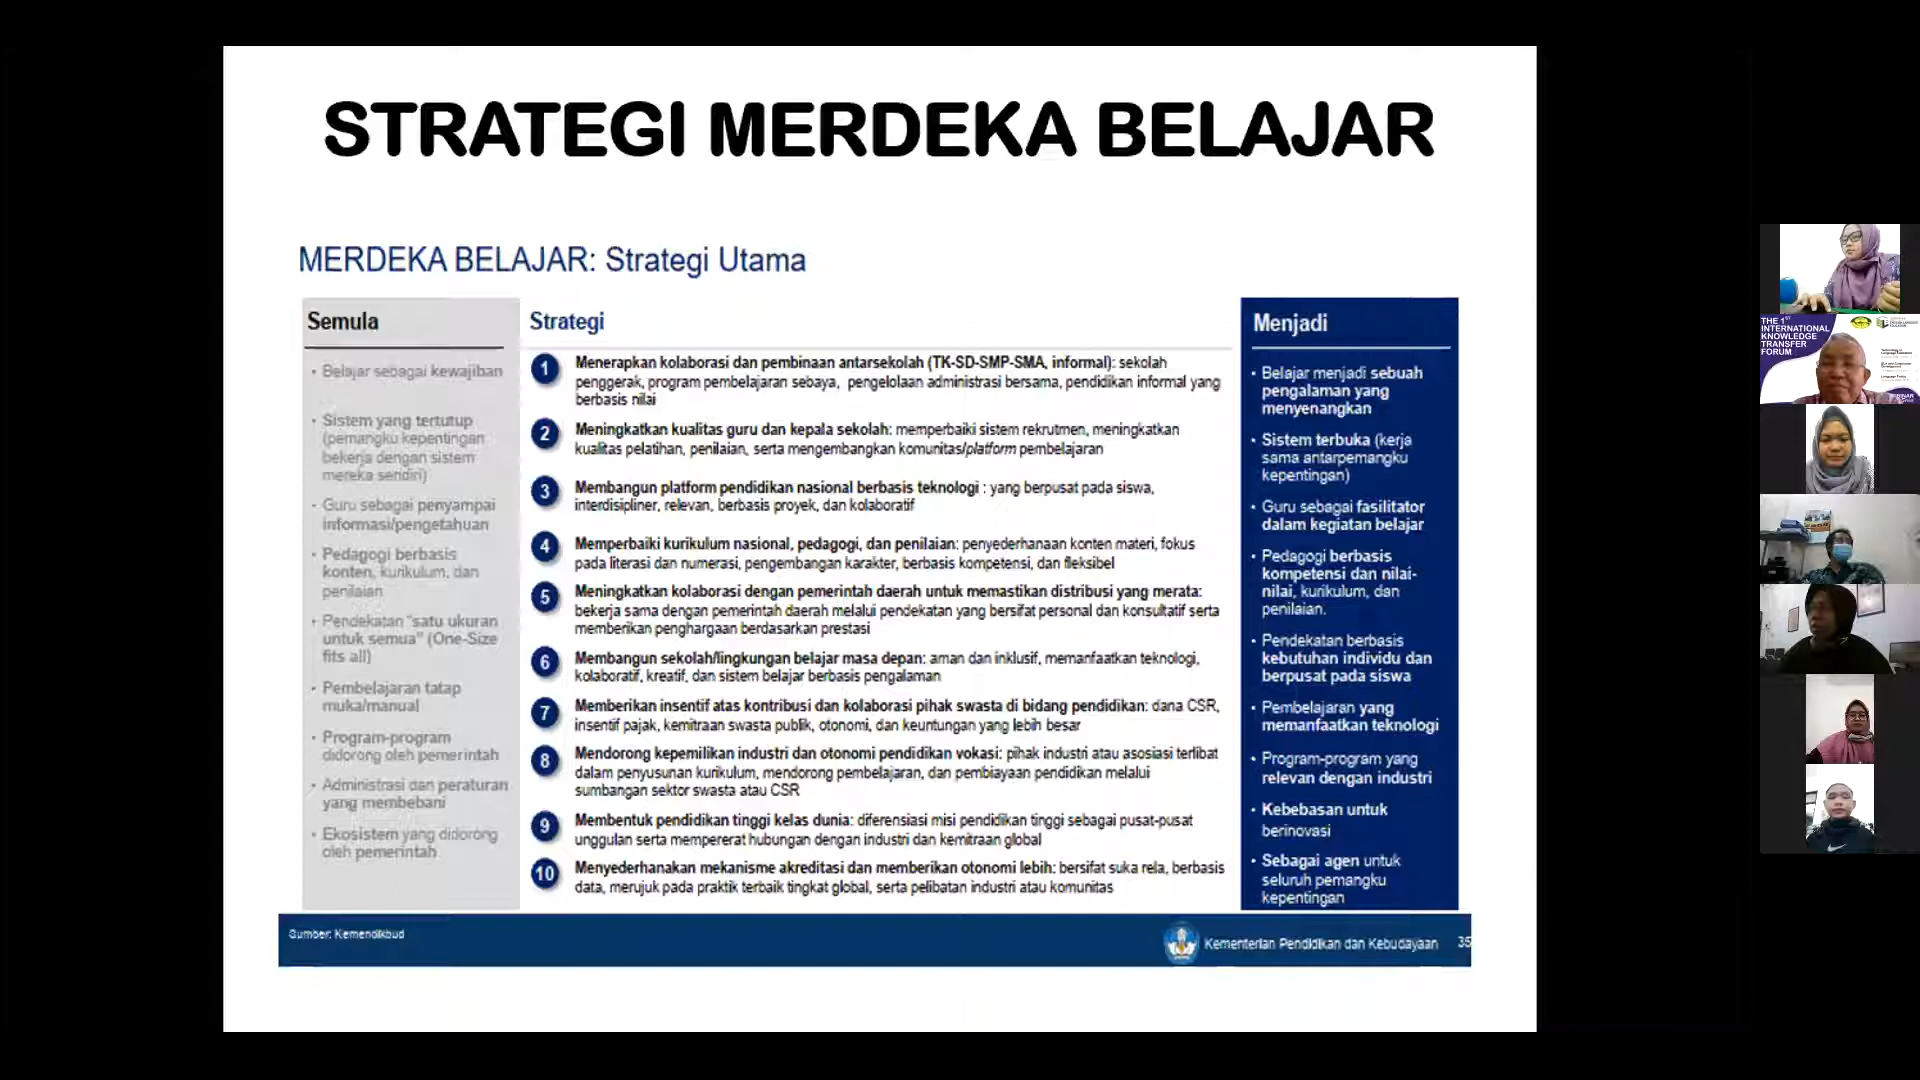 STRATEGI MERDEKA BELAJAR
MERDEKA BELAJAR: Strategi Utama
Semula
• Belajar sebagai kewajiban
• Sistem yang tertutup
(pemangku kepentingan
bekerja dengan sistem
mereka sendiri)
• Guru sebagai penyampai
informasi/pengetahuan
• Pedagogi berbasis
konten, kurikulum, dan
penilaian
• Pendekatan "satu ukuran
untuk semua" (One-Size
fits all)
• Pembelajaran tatap
muka/manual
• Program-program
didorong oleh pemerintah
• Administrasi dan peraturan
yang membebani
• Ekosistem yang didorong
oleh pemerintah
Strategi
1 Menerapkan kolaborasi dan pembinaan antarsekolah (TK-SD-SMP-SMA, informal): sekolah
penggerak, program pembelajaran sebaya, pengelolaan administrasi bersama, pendidikan informal yang
berbasis nilai
2 Meningkatkan kualitas guru dan kepala sekolah: memperbaiki sistem rekrutmen, meningkatkan
kualitas pelatihan, penilaian, serta mengembangkan komunitas/platform pembelajaran
3 Membangun platform pendidikan nasional berbasis teknologi : yang berpusat pada siswa,
interdisipliner, relevan, berbasis proyek, dan kolaboratif
4 Memperbaiki kurikulum nasional, pedagogi, dan penilaian: penyederhanaan konten materi, fokus
pada literasi dan numerasi, pengembangan karakter, berbasis kompetensi, dan fleksibel
5 Meningkatkan kolaborasi dengan pemerintah daerah untuk memastikan distribusi yang merata:
bekerja sama dengan pemerintah daerah melalui pendekatan yang bersifat personal dan konsultatif serta
memberikan penghargaan berdasarkan prestasi
6 Membangun sekolah/lingkungan belajar masa depan: aman dan inklusif, memanfaatkan teknologi,
kolaboratif, kreatif, dan sistem belajar berbasis pengalaman
7 Memberikan insentif atas kontribusi dan kolaborasi pihak swasta di bidang pendidikan: dana CSR,
insentif pajak, kemitraan swasta publik, otonomi, dan keuntungan yang lebih besar
8 Mendorong kepemilikan industri dan otonomi pendidikan vokasi: pihak industri atau asosiasi terlibat
dalam penyusunan kurikulum, mendorong pembelajaran, dan pembiayaan pendidikan melalui
sumbangan sektor swasta atau CSR
9 Membentuk pendidikan tinggi kelas dunia: diferensiasi misi pendidikan tinggi sebagai pusat-pusat
unggulan serta mempererat hubungan dengan industri dan kemitraan global
10 Menyederhanakan mekanisme akreditasi dan memberikan otonomi lebih: bersifat suka rela, berbasis
data, merujuk pada praktik terbaik tingkat global, serta pelibatan industri atau komunitas
Menjadi
• Belajar menjadi sebuah
pengalaman yang
menyenangkan
• Sistem terbuka (kerja
sama antarpemangku
kepentingan)
• Guru sebagai fasilitator
dalam kegiatan belajar
• Pedagogi berbasis
kompetensi dan nilai-
nilai, kurikulum, dan
penilaian.
• Pendekatan berbasis
kebutuhan individu dan
berpusat pada siswa
• Pembelajaran yang
memanfaatkan teknologi
• Program-program yang
relevan dengan industri
• Kebebasan untuk
berinovasi
• Sebagai agen untuk
seluruh pemangku
kepentingan
Sumber: Kemendikbud
Kementerian Pendidikan dan Kebudayaan 35
THE 1ST
INTERNATIONAL
KNOWLEDGE
TRANSFER
FORUM